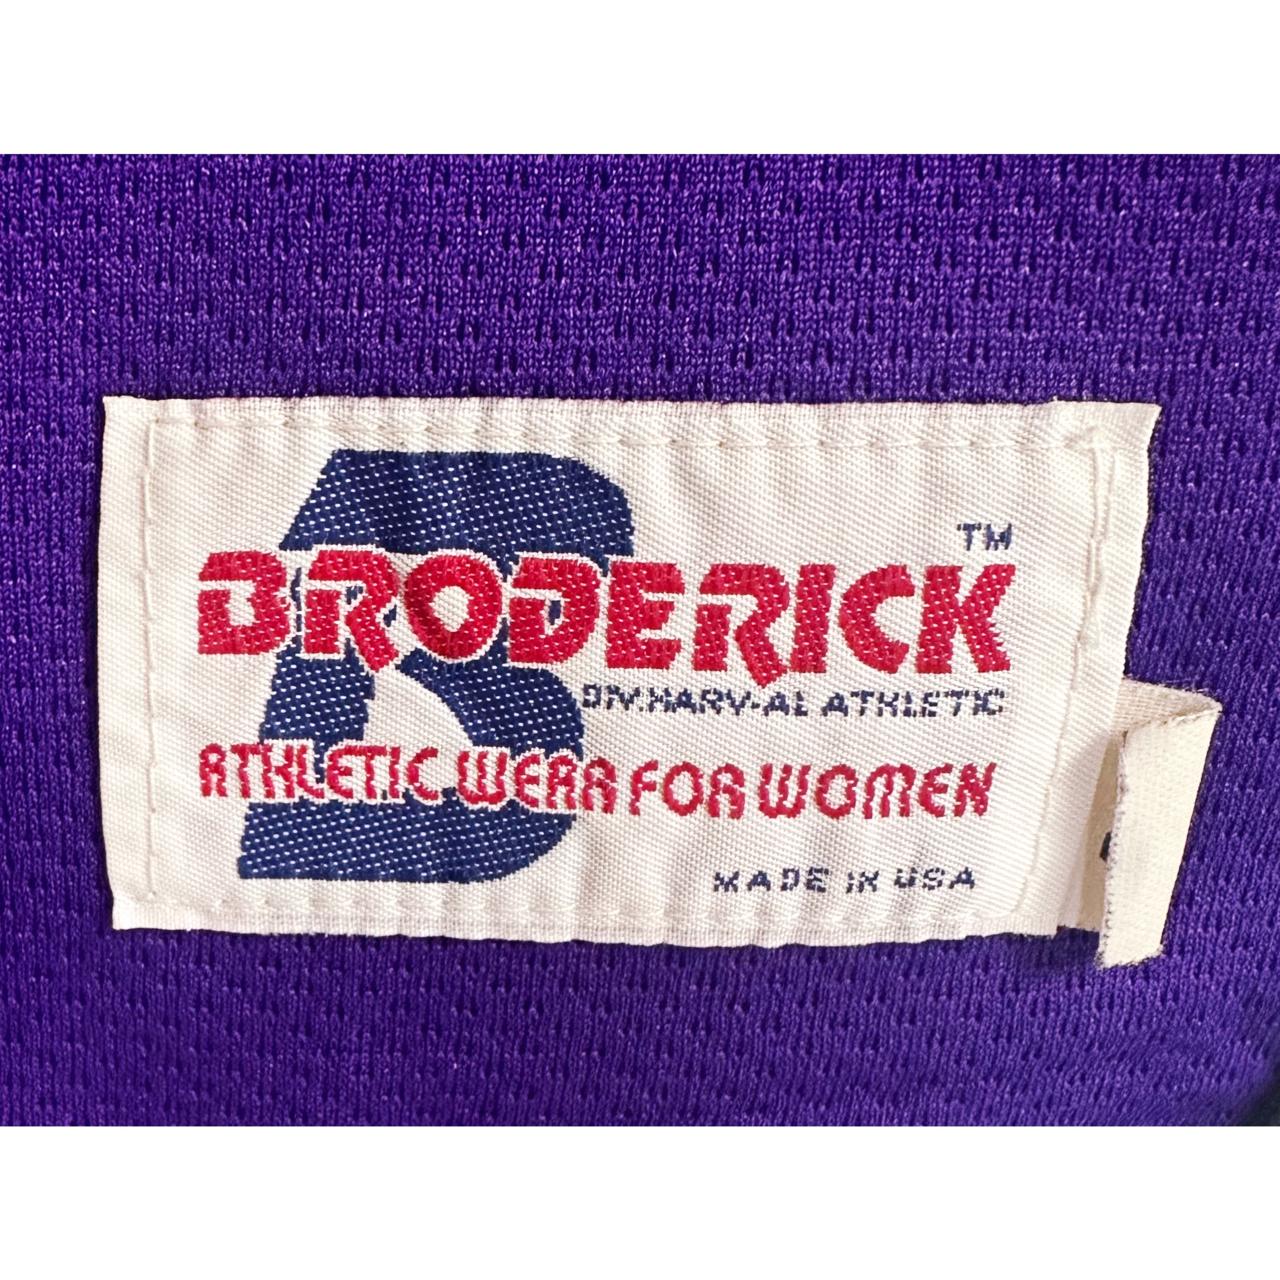 B
TM
BRODERICK
DIV. HARV-AL ATHLETIC
ATHLETIC WEAR FOR WOMEN
MADE IN USA